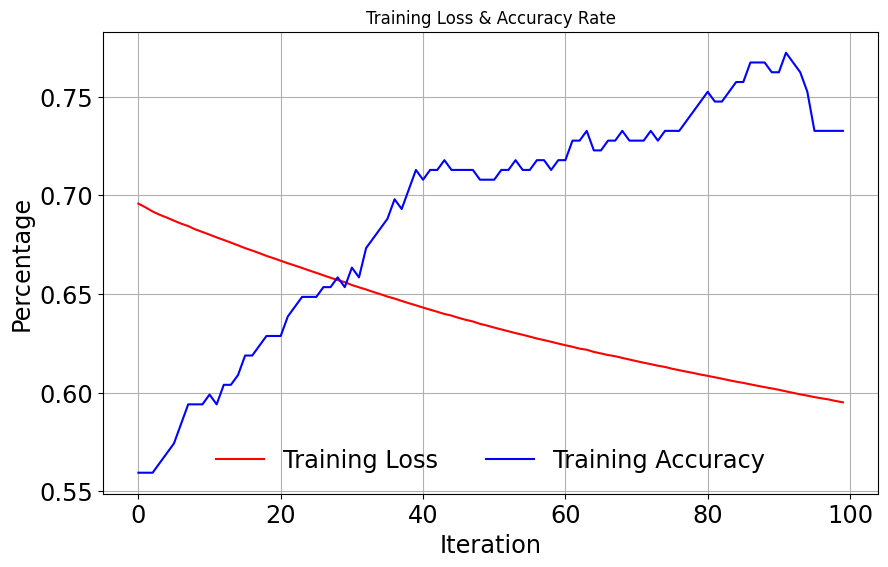 Training Loss & Accuracy Rate
Percentage
0.75
0.70
0.65
0.60
0.55
Training Loss
Training Accuracy
0 20 40 60 80 100
Iteration